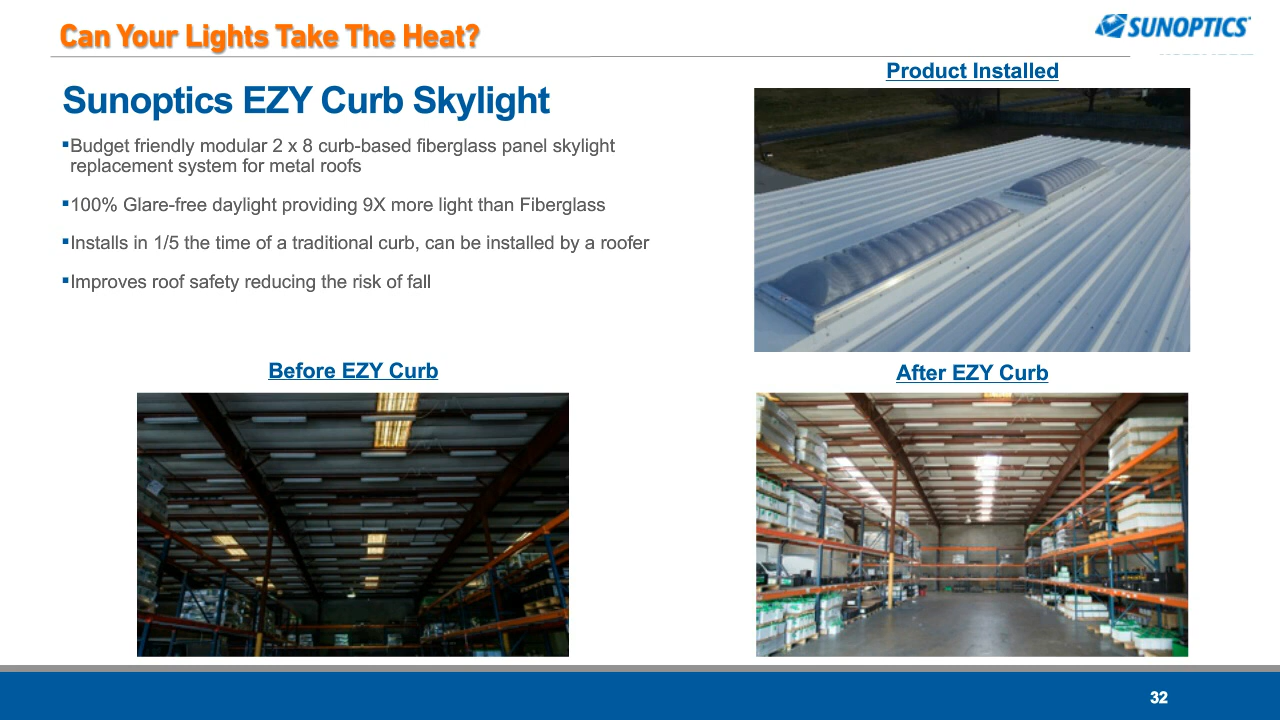 Can Your Lights Take The Heat?
SUNOPTICS
Product Installed
Sunoptics EZY Curb Skylight
▪Budget friendly modular 2 x 8 curb-based fiberglass panel skylight
replacement system for metal roofs
▪100% Glare-free daylight providing 9X more light than Fiberglass
▪Installs in 1/5 the time of a traditional curb, can be installed by a roofer
▪Improves roof safety reducing the risk of fall
Before EZY Curb
After EZY Curb
32